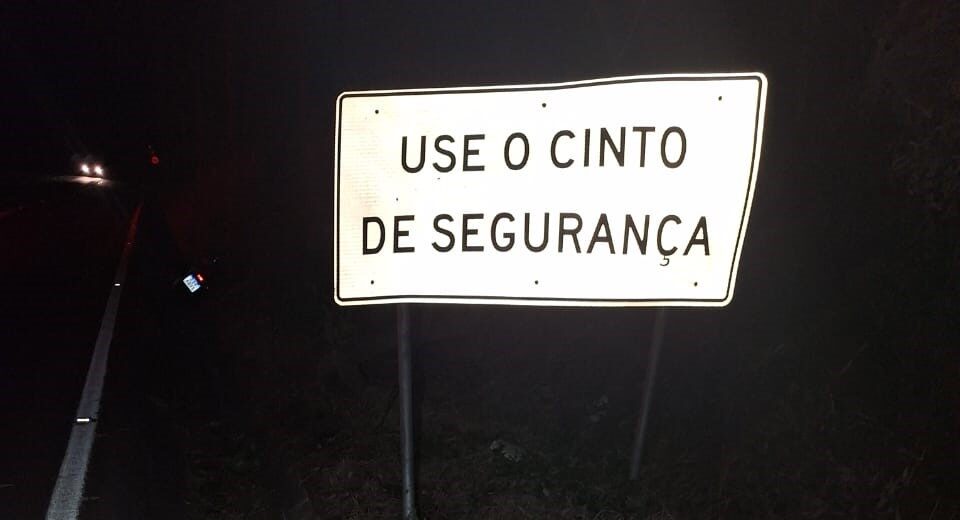 USE O CINTO
DE SEGURANÇA